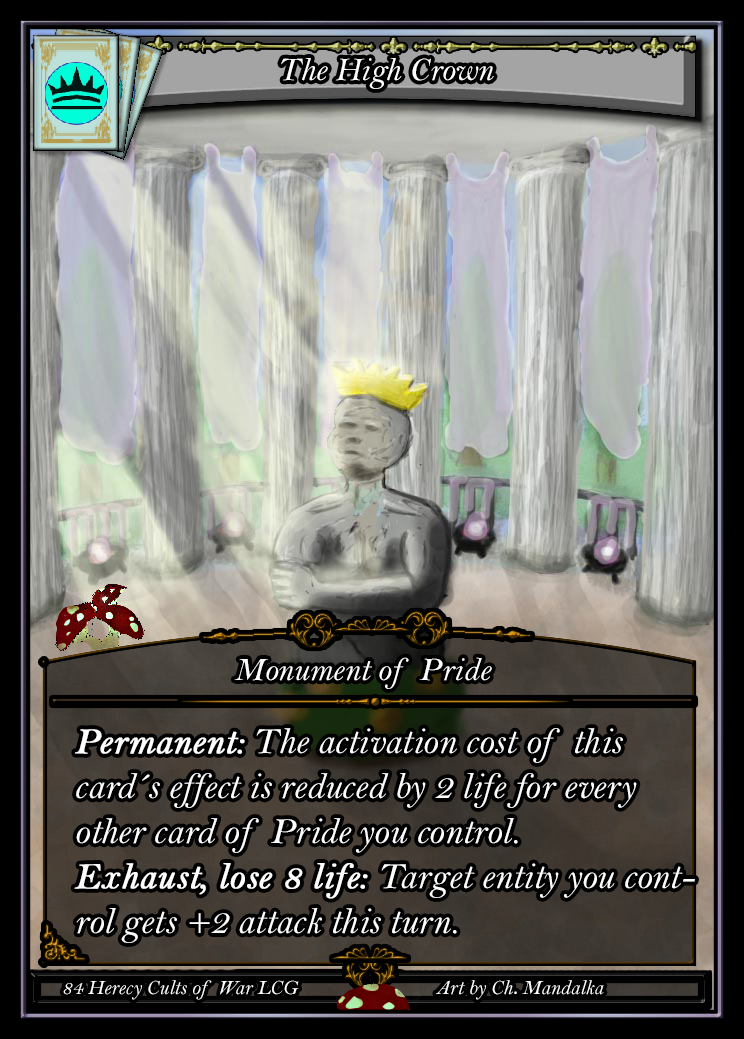 The High Crown
Monument of Pride
Permanent: The activation cost of this
card´s effect is reduced by 2 life for every
other card of Pride you control.
Exhaust, lose 8 life: Target entity you cont-
rol gets +2 attack this turn.
84 Herecy Cults of War LCG
Art by Ch. Mandalka